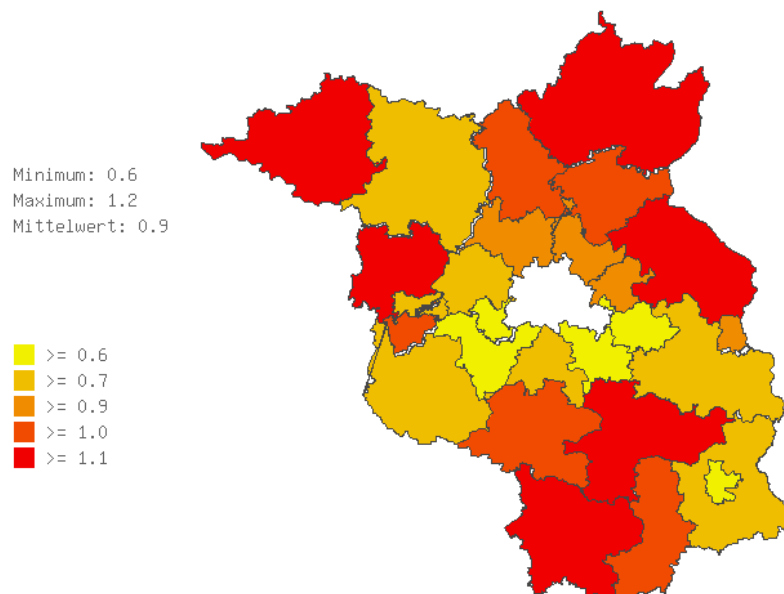 Minimum: 0.6
Maximum: 1.2
Mittelwert: 0.9
>= 0.6
>= 0.7
>= 0.9
>= 1.0
>= 1.1